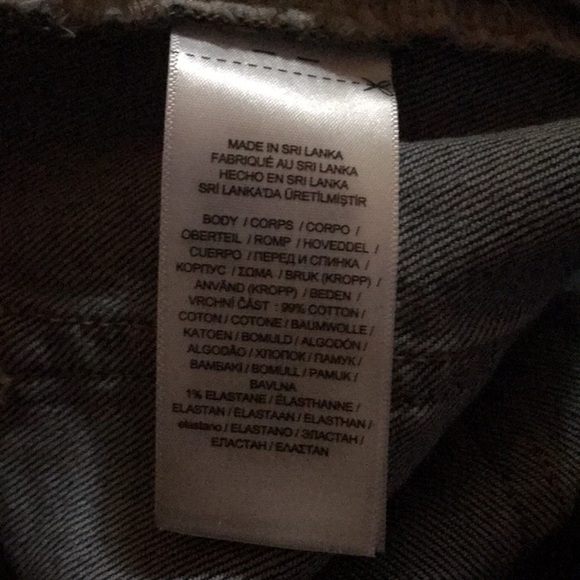 MADE IN SRI LANKA
FABRIQUÉ AU SRI LANKA
HECHO EN SRI LANKA
SRİ LANKA'DA ÜRETİLMİŞTİR
BODY / CORPS / CORPO /
OBERTEIL / ROMP / HOVEDDEL /
CUERPO / ПЕРЕД И СПИНКА /
КОРПУС / ΣΩΜΑ / BRUK (KROPP) /
ANVÄND (KROPP) / BEDEN /
VRCHNÍ ČÁST : 99% COTTON /
COTON / COTONE / BAUMWOLLE /
KATOEN / BOMULD / ALGODÓN /
ALGODÃO / ХЛОПОК / ПАМУК /
BAMBAKI / BOMULL / PAMUK /
BAVLNA
1% ELASTANE / ÉLASTHANNE /
ELASTAN / ELASTAAN / ELASTHAN /
elastano / ELASTANO / ЭЛАСТАН /
ЕЛАСТАН / ΕΛΑΣΤΑΝ